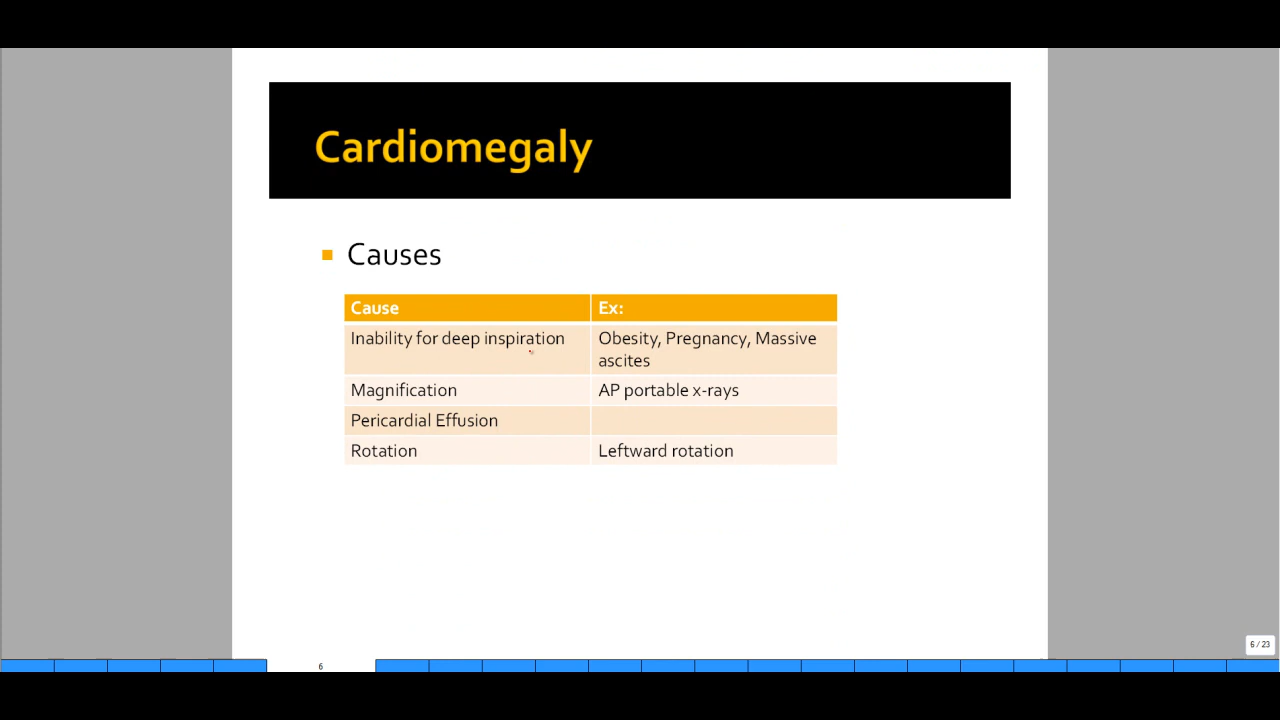 Cardiomegaly
Causes
Cause Ex:
Inability for deep inspiration Obesity, Pregnancy, Massive
ascites
Magnification AP portable x-rays
Pericardial Effusion
Rotation Leftward rotation
6 / 23
6